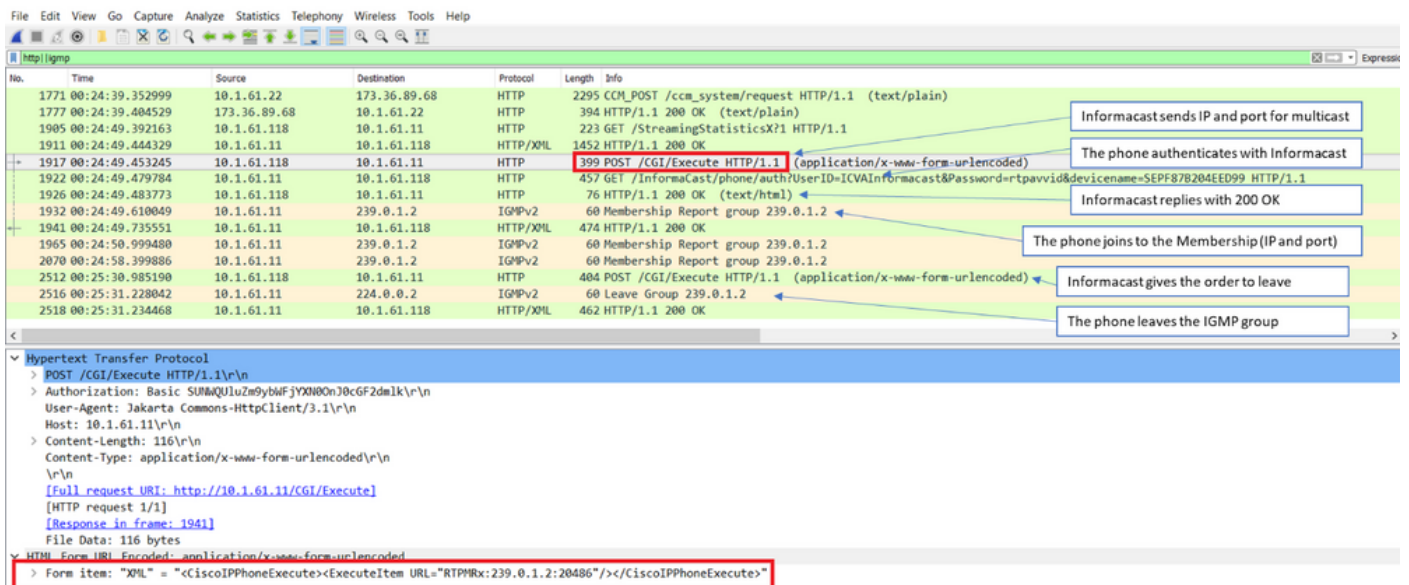 File Edit View Go Capture Analyze Statistics Telephony Wireless Tools Help
http||igmp
Expressio
No. Time Source Destination Protocol Length Info
1771 00:24:39.352999 10.1.61.22 173.36.89.68 HTTP 2295 CCM_POST /ccm_system/request HTTP/1.1 (text/plain)
1777 00:24:39.404529 173.36.89.68 10.1.61.22 HTTP 394 HTTP/1.1 200 OK (text/plain)
1905 00:24:49.392163 10.1.61.118 10.1.61.11 HTTP 223 GET /StreamingStatisticsX?1 HTTP/1.1
1911 00:24:49.444329 10.1.61.11 10.1.61.118 HTTP/XML 1452 HTTP/1.1 200 OK
1917 00:24:49.453245 10.1.61.118 10.1.61.11 HTTP 399 POST /CGI/Execute HTTP/1.1 (application/x-www-form-urlencoded)
1922 00:24:49.479784 10.1.61.11 10.1.61.118 HTTP 457 GET /InformaCast/phone/auth?UserID=ICVAInformacast&Password=rtpavvid&devicename=SEPF87B204EED99 HTTP/1.1
1926 00:24:49.483773 10.1.61.118 10.1.61.11 HTTP 76 HTTP/1.1 200 OK (text/html)
1932 00:24:49.610049 10.1.61.11 239.0.1.2 IGMPv2 60 Membership Report group 239.0.1.2
1941 00:24:49.735551 10.1.61.11 10.1.61.118 HTTP/XML 474 HTTP/1.1 200 OK
1965 00:24:50.999480 10.1.61.11 239.0.1.2 IGMPv2 60 Membership Report group 239.0.1.2
2070 00:24:58.399886 10.1.61.11 239.0.1.2 IGMPv2 60 Membership Report group 239.0.1.2
2512 00:25:30.985190 10.1.61.118 10.1.61.11 HTTP 404 POST /CGI/Execute HTTP/1.1 (application/x-www-form-urlencoded)
2516 00:25:31.228042 10.1.61.11 224.0.0.2 IGMPv2 60 Leave Group 239.0.1.2
2518 00:25:31.234468 10.1.61.11 10.1.61.118 HTTP/XML 462 HTTP/1.1 200 OK
Informacast sends IP and port for multicast
The phone authenticates with Informacast
Informacast replies with 200 OK
The phone joins to the Membership (IP and port)
Informacast gives the order to leave
The phone leaves the IGMP group
Hypertext Transfer Protocol
POST /CGI/Execute HTTP/1.1\r\n
Authorization: Basic SUNWQUluZm9ybWFjYXN0OnJ0cGF2dmlk\r\n
User-Agent: Jakarta Commons-HttpClient/3.1\r\n
Host: 10.1.61.11\r\n
Content-Length: 116\r\n
Content-Type: application/x-www-form-urlencoded\r\n
\r\n
[Full request URI: http://10.1.61.11/CGI/Execute]
[HTTP request 1/1]
[Response in frame: 1941]
File Data: 116 bytes
HTML Form URL Encoded: application/x-www-form-urlencoded
Form item: "XML" = "<CiscoIPPhoneExecute><ExecuteItem URL="RTPMRx:239.0.1.2:20486"/></CiscoIPPhoneExecute>"